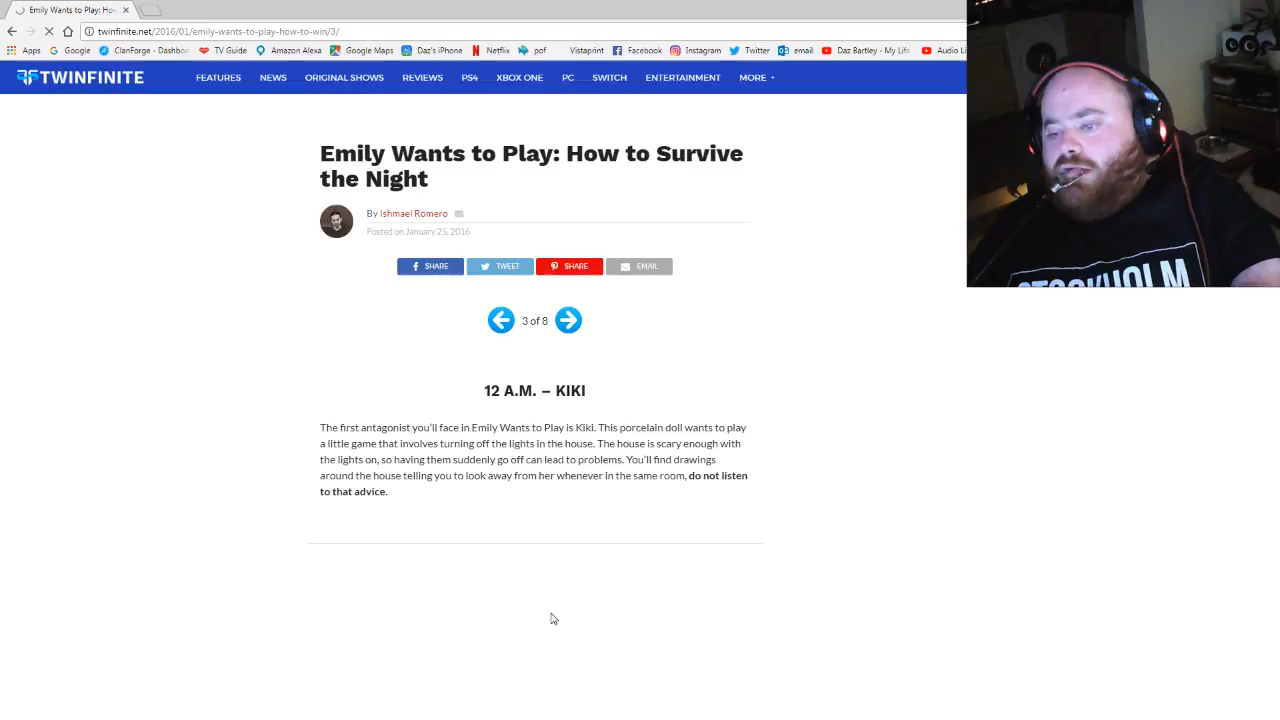 Emily Wants to Play: Ho
twinfinite.net/2016/01/emily-wants-to-play-how-to-win/3/
Apps Google ClanForge - Dashbo TV Guide Amazon Alexa Google Maps Daz's iPhone Netflix pof Vistaprint Facebook Instagram Twitter email Daz Bartley - My Life Audio Li
TWINFINITE FEATURES NEWS ORIGINAL SHOWS REVIEWS PS4 XBOX ONE PC SWITCH ENTERTAINMENT MORE
Emily Wants to Play: How to Survive
the Night
By Ishmael Romero
Posted on January 25, 2016
SHARE TWEET SHARE EMAIL
3 of 8
12 A.M. – KIKI
The first antagonist you'll face in Emily Wants to Play is Kiki. This porcelain doll wants to play
a little game that involves turning off the lights in the house. The house is scary enough with
the lights on, so having them suddenly go off can lead to problems. You'll find drawings
around the house telling you to look away from her whenever in the same room, do not listen
to that advice.
STOCKHOLM